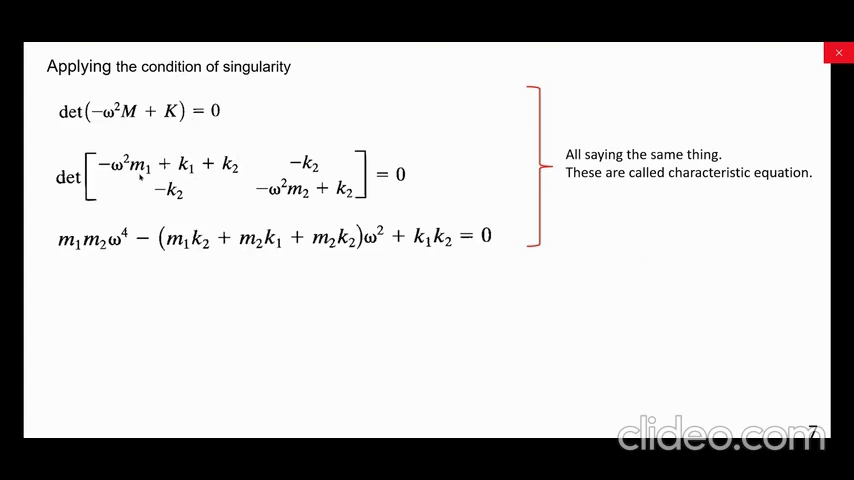 Applying the condition of singularity
det(−ω²M + K) = 0
det [ −ω²m₁ + k₁ + k₂   −k₂
−k₂   −ω²m₂ + k₂ ] = 0
m₁m₂ω⁴ − (m₁k₂ + m₂k₁ + m₂k₂)ω² + k₁k₂ = 0
All saying the same thing.
These are called characteristic equation.
7
clideo.com